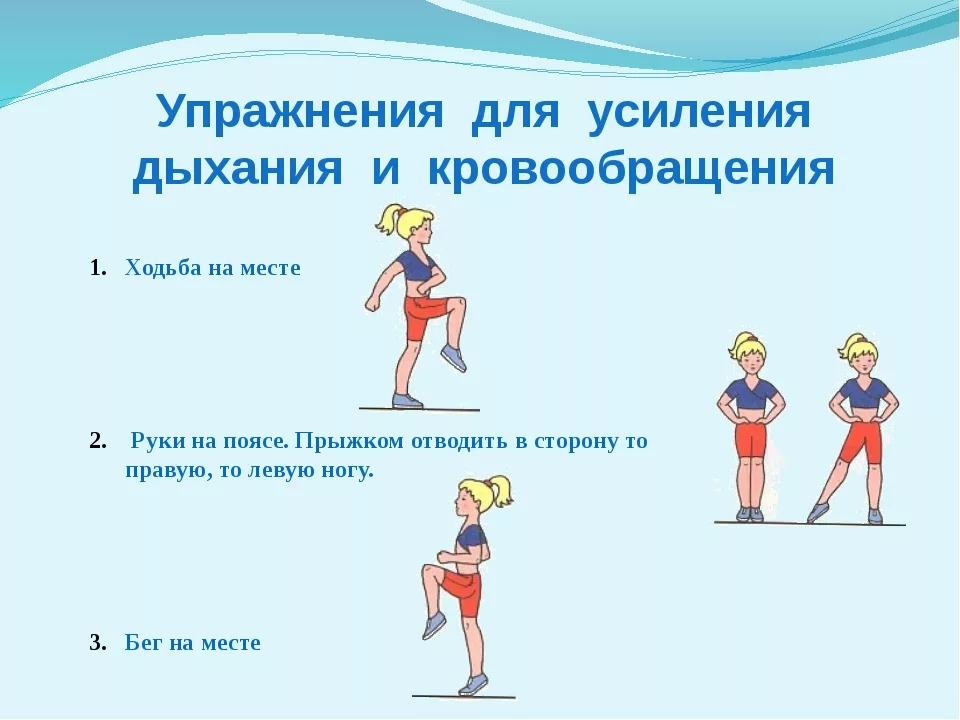 Упражнения для усиления
дыхания и кровообращения
1. Ходьба на месте
2. Руки на поясе. Прыжком отводить в сторону то
правую, то левую ногу.
3. Бег на месте